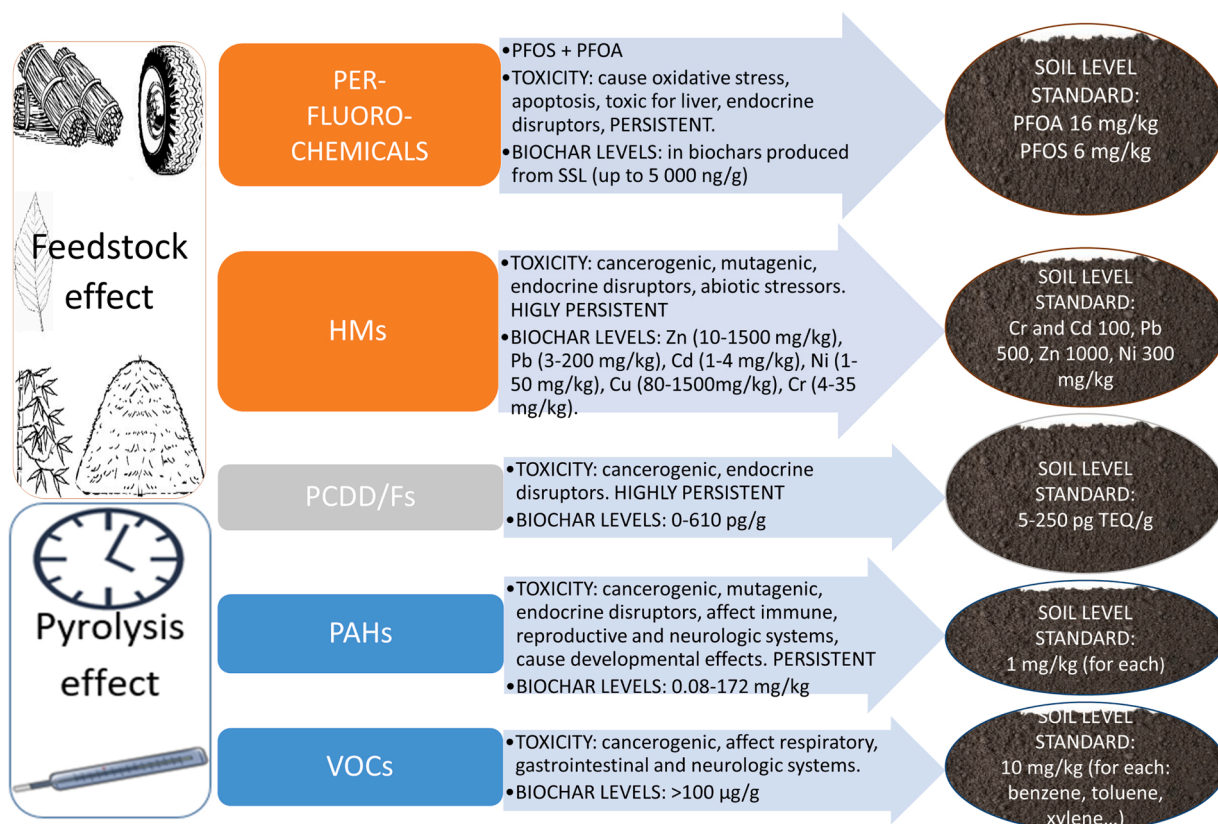 Feedstock
effect
Pyrolysis
effect
PER-
FLUORO-
CHEMICALS
•PFOS + PFOA
•TOXICITY: cause oxidative stress,
apoptosis, toxic for liver, endocrine
disruptors, PERSISTENT.
•BIOCHAR LEVELS: in biochars produced
from SSL (up to 5 000 ng/g)
SOIL LEVEL
STANDARD:
PFOA 16 mg/kg
PFOS 6 mg/kg
HMs
•TOXICITY: cancerogenic, mutagenic,
endocrine disruptors, abiotic stressors.
HIGLY PERSISTENT
•BIOCHAR LEVELS: Zn (10-1500 mg/kg),
Pb (3-200 mg/kg), Cd (1-4 mg/kg), Ni (1-
50 mg/kg), Cu (80-1500mg/kg), Cr (4-35
mg/kg).
SOIL LEVEL
STANDARD:
Cr and Cd 100, Pb
500, Zn 1000, Ni 300
mg/kg
PCDD/Fs
•TOXICITY: cancerogenic, endocrine
disruptors. HIGHLY PERSISTENT
•BIOCHAR LEVELS: 0-610 pg/g
SOIL LEVEL
STANDARD:
5-250 pg TEQ/g
PAHs
•TOXICITY: cancerogenic, mutagenic,
endocrine disruptors, affect immune,
reproductive and neurologic systems,
cause developmental effects. PERSISTENT
•BIOCHAR LEVELS: 0.08-172 mg/kg
SOIL LEVEL
STANDARD:
1 mg/kg (for each)
VOCs
•TOXICITY: cancerogenic, affect respiratory,
gastrointestinal and neurologic systems.
•BIOCHAR LEVELS: >100 µg/g
SOIL LEVEL
STANDARD:
10 mg/kg (for each:
benzene, toluene,
xylene...)